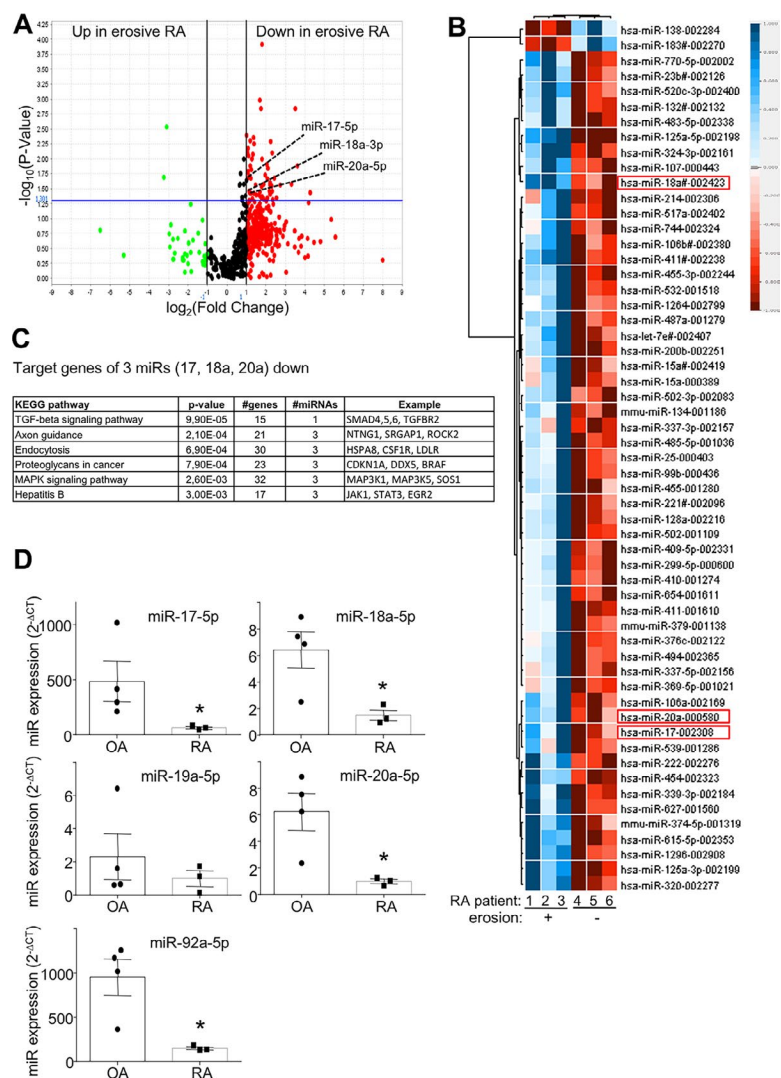 A
Up in erosive RA
Down in erosive RA
miR-17-5p
miR-18a-3p
miR-20a-5p
-log10(P-Value)
4.00
3.75
3.50
3.25
3.00
2.75
2.50
2.25
2.00
1.75
1.50
1.25
1.00
0.75
0.50
0.25
0.00
-9 -8 -7 -6 -5 -4 -3 -2 -1 0 1 2 3 4 5 6 7 8 9
-1 1
log2(Fold Change)
B
hsa-miR-138-002284
hsa-miR-183#-002270
hsa-miR-770-5p-002002
hsa-miR-23b#-002126
hsa-miR-520c-3p-002400
hsa-miR-132#-002132
hsa-miR-483-5p-002338
hsa-miR-125a-5p-002198
hsa-miR-324-3p-002161
hsa-miR-107-000443
hsa-miR-18a#-002423
hsa-miR-214-002306
hsa-miR-517a-002402
hsa-miR-744-002324
hsa-miR-106b#-002380
hsa-miR-411#-002238
hsa-miR-455-3p-002244
hsa-miR-532-001518
hsa-miR-1264-002799
hsa-miR-487a-001279
hsa-let-7e#-002407
hsa-miR-200b-002251
hsa-miR-15a#-002419
hsa-miR-15a-000389
hsa-miR-502-3p-002083
mmu-miR-134-001186
hsa-miR-337-3p-002157
hsa-miR-485-5p-001036
hsa-miR-25-000403
hsa-miR-99b-000436
hsa-miR-455-001280
hsa-miR-221#-002096
hsa-miR-128a-002216
hsa-miR-502-001109
hsa-miR-409-5p-002331
hsa-miR-299-5p-000600
hsa-miR-410-001274
hsa-miR-654-001611
hsa-miR-411-001610
mmu-miR-379-001138
hsa-miR-376c-002122
hsa-miR-494-002365
hsa-miR-337-5p-002156
hsa-miR-369-5p-001021
hsa-miR-106a-002169
hsa-miR-20a-000580
hsa-miR-17-002308
hsa-miR-539-001286
hsa-miR-222-002276
hsa-miR-454-002323
hsa-miR-339-3p-002184
hsa-miR-627-001560
mmu-miR-374-5p-001319
hsa-miR-615-5p-002353
hsa-miR-1296-002908
hsa-miR-125a-3p-002199
hsa-miR-320-002277
RA patient: 1 2 3 4 5 6
erosion: + -
C
Target genes of 3 miRs (17, 18a, 20a) down
KEGG pathway p-value #genes #miRNAs Example
TGF-beta signaling pathway 9,90E-05 15 1 SMAD4,5,6, TGFBR2
Axon guidance 2,10E-04 21 3 NTNG1, SRGAP1, ROCK2
Endocytosis 6,90E-04 30 3 HSPA8, CSF1R, LDLR
Proteoglycans in cancer 7,90E-04 23 3 CDKN1A, DDX5, BRAF
MAPK signaling pathway 2,60E-03 32 3 MAP3K1, MAP3K5, SOS1
Hepatitis B 3,00E-03 17 3 JAK1, STAT3, EGR2
D
miR expression (2-ΔCT)
1000
500
0
miR-17-5p
*
OA RA
8
6
4
2
0
miR-18a-5p
*
OA RA
miR expression (2-ΔCT)
8
6
4
2
0
miR-19a-5p
OA RA
8
6
4
2
0
miR-20a-5p
*
OA RA
miR expression (2-ΔCT)
1000
500
0
miR-92a-5p
*
OA RA